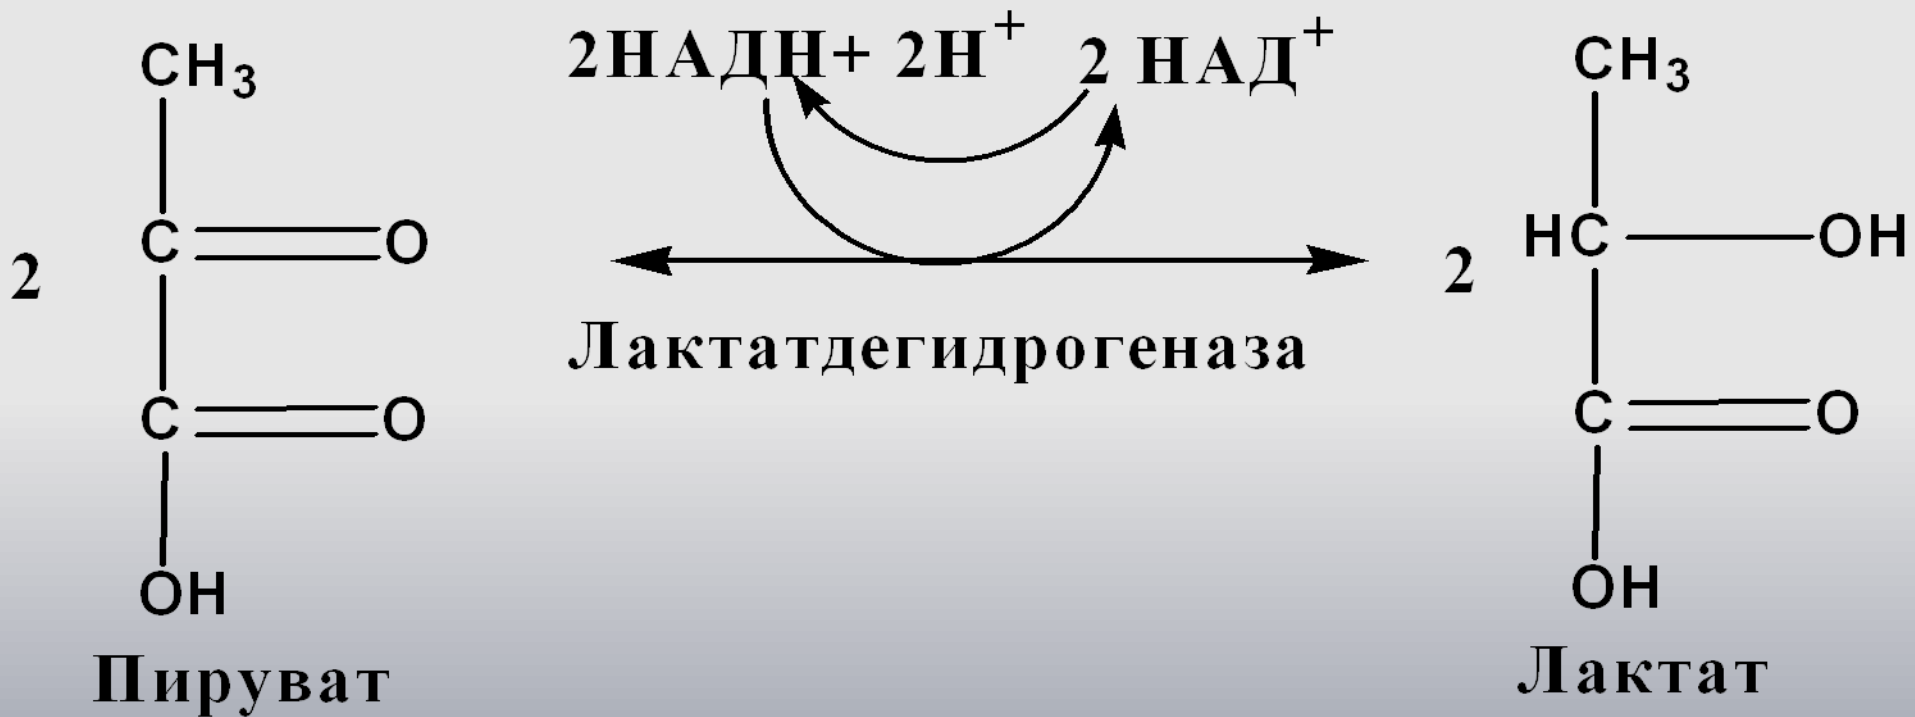 2НАДН+ 2Н⁺ 2 НАД⁺
CH₃
CH₃
C O
HC OH
2
2
Лактатдегидрогеназа
C O
C O
OH
OH
Пируват
Лактат